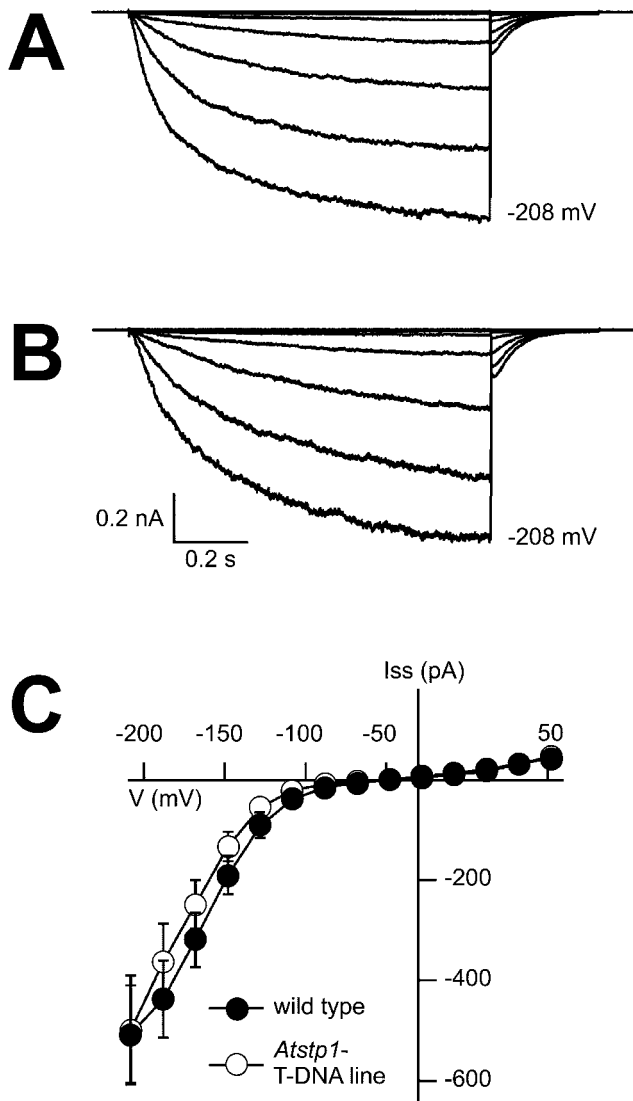 A
-208 mV
B
0.2 nA
0.2 s
-208 mV
C
Iss (pA)
-200 -150 -100 -50 50
V (mV)
-200
-400
-600
wild type
Atstp1-
T-DNA line